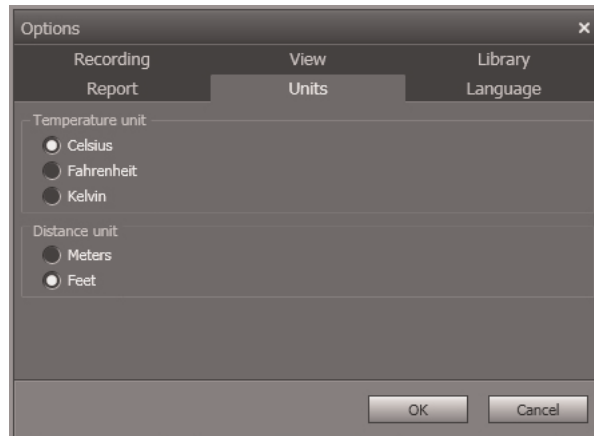 Options
Recording View Library
Report Units Language
Temperature unit
Celsius
Fahrenheit
Kelvin
Distance unit
Meters
Feet
OK Cancel